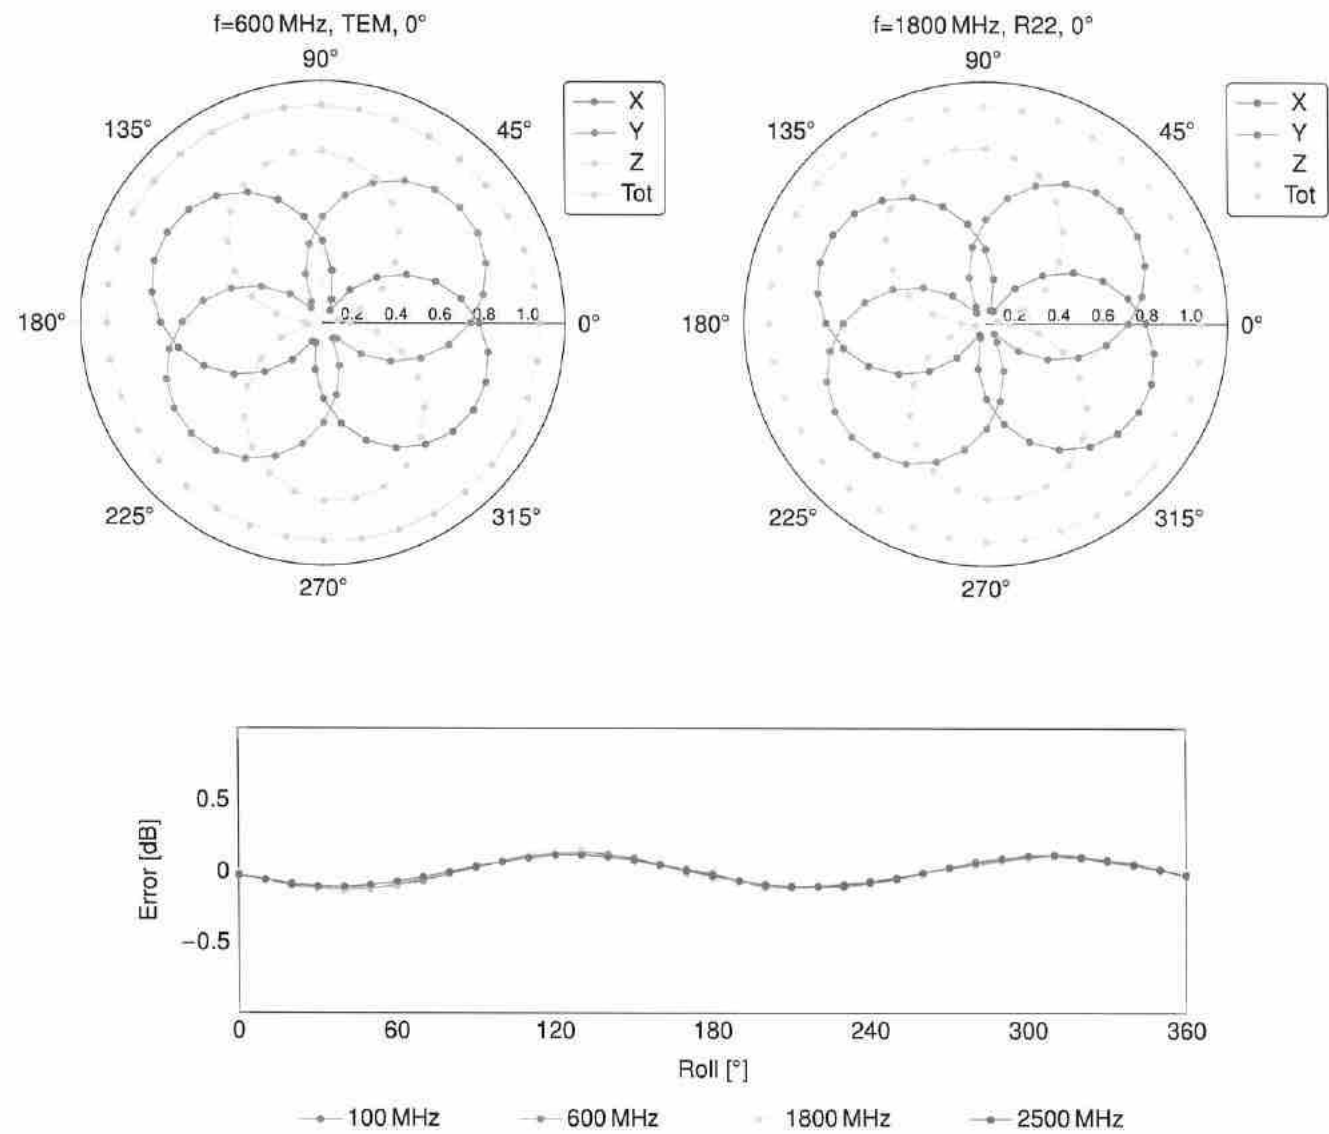 f=600 MHz, TEM, 0°
90°
135°
45°
X
Y
Z
Tot
180°
0.2 0.4 0.6 0.8 1.0
0°
225°
315°
270°
f=1800 MHz, R22, 0°
90°
135°
45°
X
Y
Z
Tot
180°
0.2 0.4 0.6 0.8 1.0
0°
225°
315°
270°
Error [dB]
0.5
0
−0.5
0 60 120 180 240 300 360
Roll [°]
100 MHz 600 MHz 1800 MHz 2500 MHz